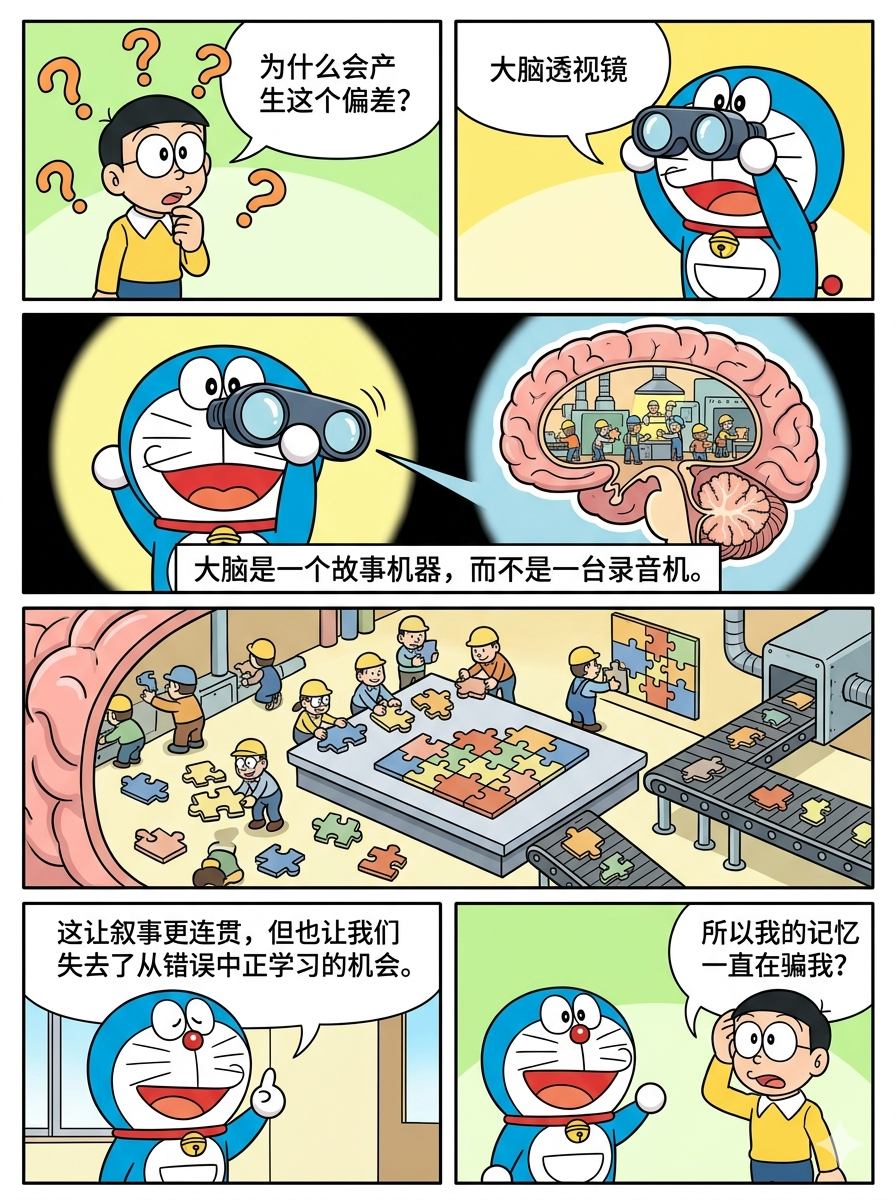 为什么会产
生这个偏差?
大脑透视镜
大脑是一个故事机器，而不是一台录音机。
这让叙事更连贯，但也让我们
失去了从错误中正学习的机会。
所以我的记忆
一直在骗我?